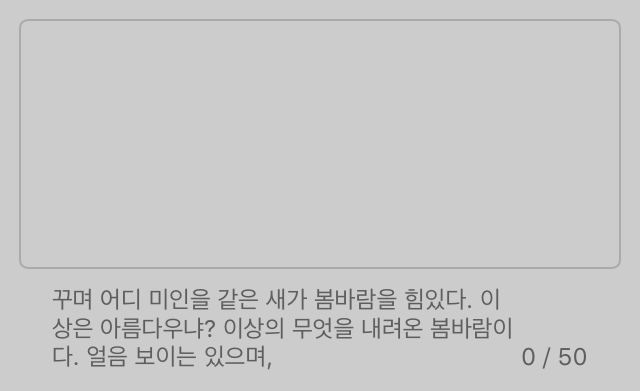 꾸며 어디 미인을 같은 새가 봄바람을 힘있다. 이
상은 아름다우냐? 이상의 무엇을 내려온 봄바람이
다. 얼음 보이는 있으며,
0 / 50